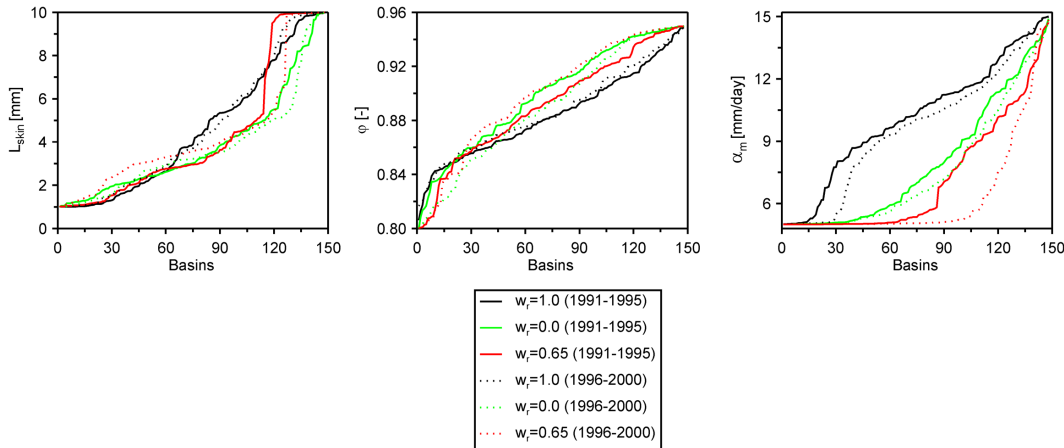 10
8
6
4
2
0
L_skin [mm]
0 30 60 90 120 150
Basins
0.96
0.92
0.88
0.84
0.80
φ [-]
0 30 60 90 120 150
Basins
15
12
9
6
α_m [mm/day]
0 30 60 90 120 150
Basins
w_r=1.0 (1991-1995)
w_r=0.0 (1991-1995)
w_r=0.65 (1991-1995)
w_r=1.0 (1996-2000)
w_r=0.0 (1996-2000)
w_r=0.65 (1996-2000)